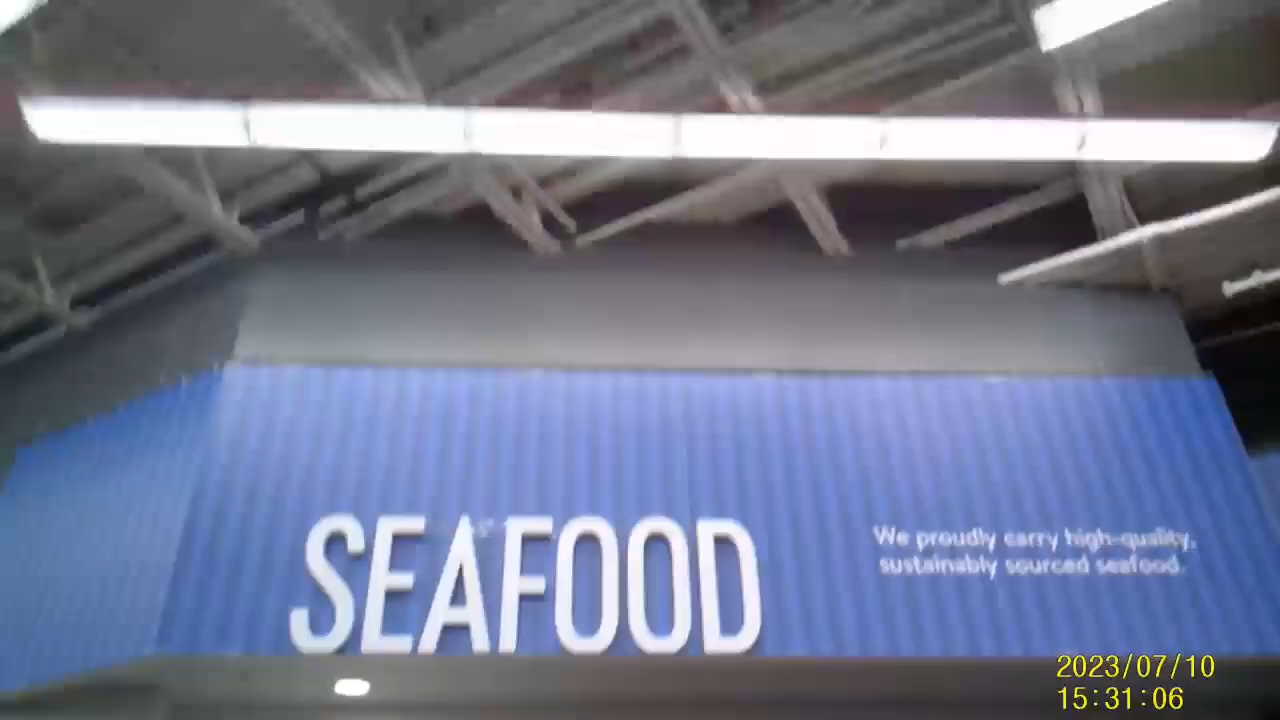 SEAFOOD
We proudly carry high-quality,
sustainably sourced seafood.
2023/07/10
15:31:06